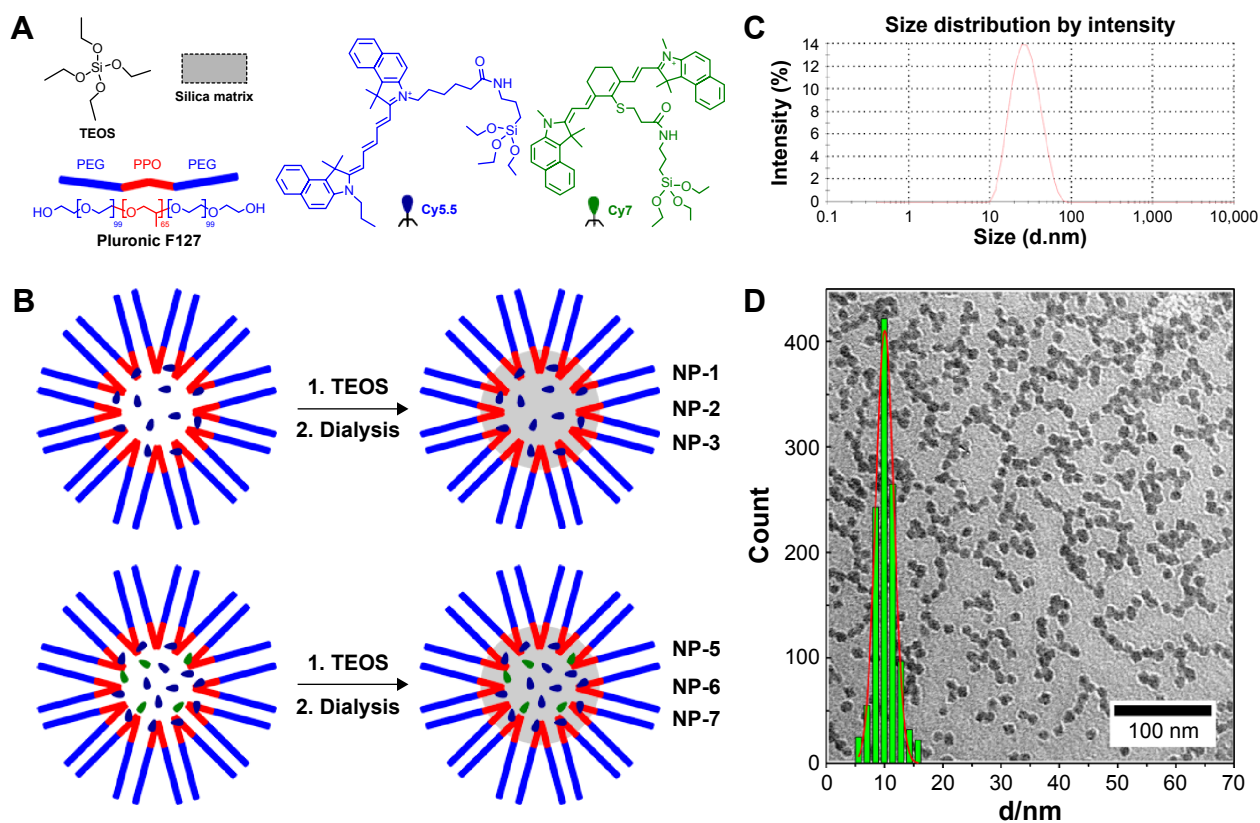 A
TEOS
Silica matrix
PEG PPO PEG
HO O 99 O 65 O 99 O OH
Pluronic F127
O
O Si O
O
N+
O
NH
Si
O
O
O
N
Cy5.5
N+
N
S
O
NH
Si
O
O
O
Cy7
B
1. TEOS
2. Dialysis
NP-1
NP-2
NP-3
1. TEOS
2. Dialysis
NP-5
NP-6
NP-7
C
Size distribution by intensity
Intensity (%)
14
12
10
8
6
4
2
0
0.1 1 10 100 1,000 10,000
Size (d.nm)
D
Count
400
300
200
100
0
100 nm
0 10 20 30 40 50 60 70
d/nm